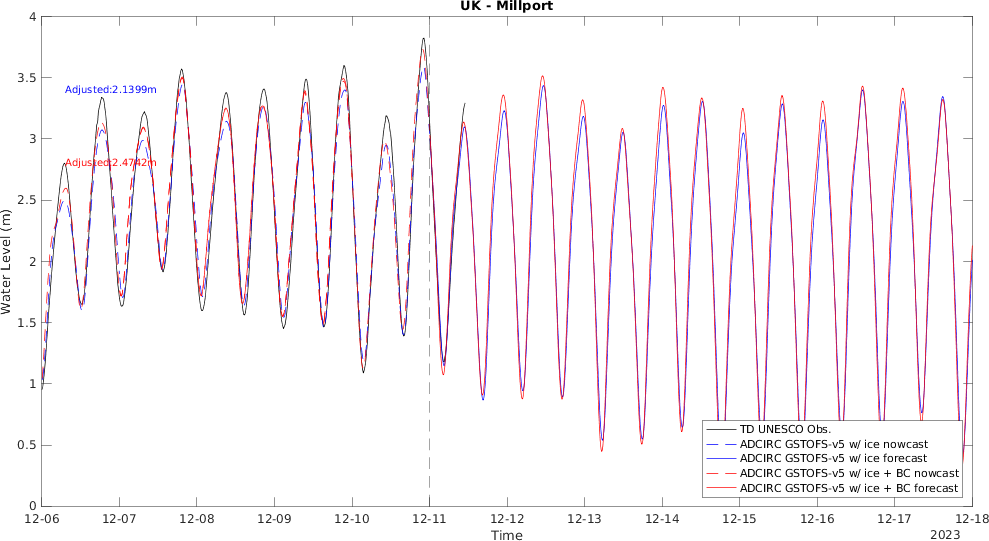 UK - Millport
4
3.5
3
2.5
2
1.5
1
0.5
0
Water Level (m)
Adjusted:2.1399m
Adjusted:2.4742m
TD UNESCO Obs.
ADCIRC GSTOFS-v5 w/ ice nowcast
ADCIRC GSTOFS-v5 w/ ice forecast
ADCIRC GSTOFS-v5 w/ ice + BC nowcast
ADCIRC GSTOFS-v5 w/ ice + BC forecast
12-06 12-07 12-08 12-09 12-10 12-11 12-12 12-13 12-14 12-15 12-16 12-17 12-18
Time
2023